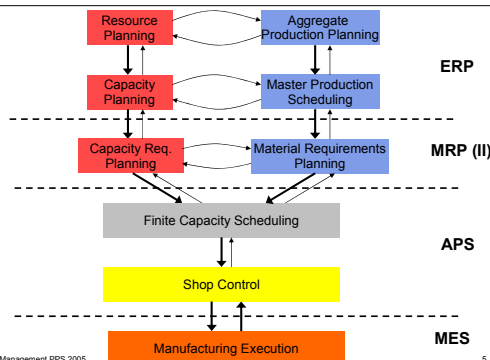 Resource
Planning
Aggregate
Production Planning
ERP
Capacity
Planning
Master Production
Scheduling
Capacity Req.
Planning
Material Requirements
Planning
MRP (II)
Finite Capacity Scheduling
APS
Shop Control
Manufacturing Execution
MES
Management PPS 2005
5